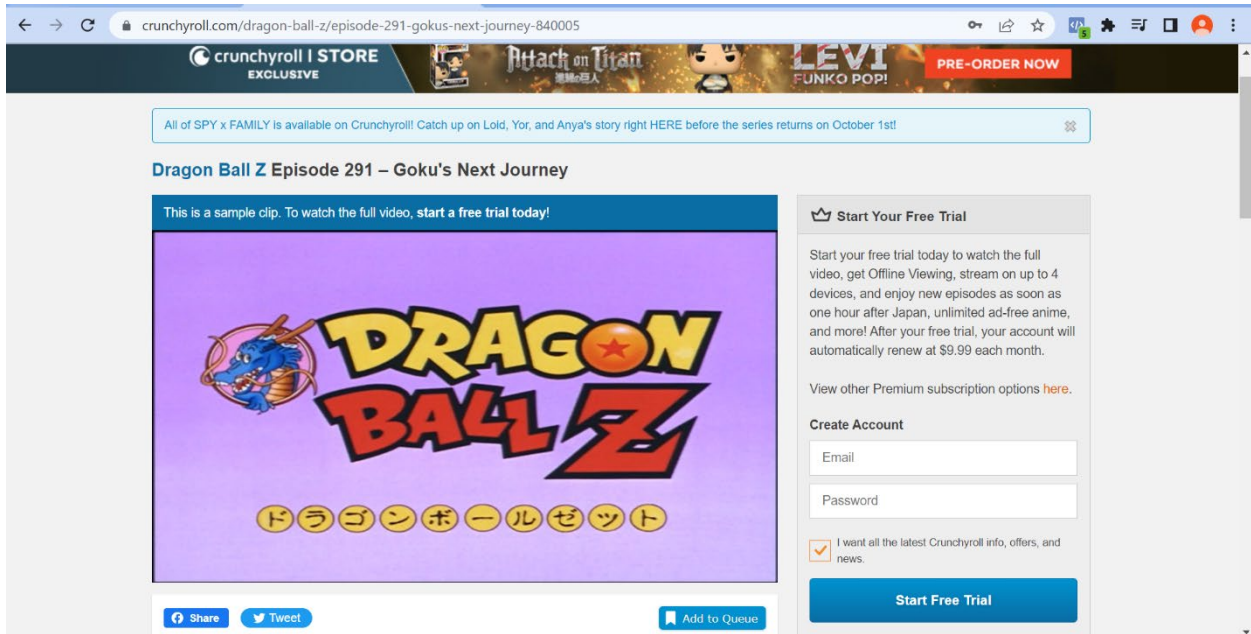 crunchyroll.com/dragon-ball-z/episode-291-gokus-next-journey-840005
5
crunchyroll | STORE
EXCLUSIVE
Attack on Titan
進撃の巨人
LEVI
FUNKO POP!
PRE-ORDER NOW
All of SPY x FAMILY is available on Crunchyroll! Catch up on Loid, Yor, and Anya's story right HERE before the series returns on October 1st!
Dragon Ball Z Episode 291 – Goku's Next Journey
This is a sample clip. To watch the full video, start a free trial today!
DRAGON
BALL Z
ドラゴンボールゼット
Share
Tweet
Add to Queue
Start Your Free Trial
Start your free trial today to watch the full
video, get Offline Viewing, stream on up to 4
devices, and enjoy new episodes as soon as
one hour after Japan, unlimited ad-free anime,
and more! After your free trial, your account will
automatically renew at $9.99 each month.
View other Premium subscription options here.
Create Account
Email
Password
I want all the latest Crunchyroll info, offers, and
news.
Start Free Trial